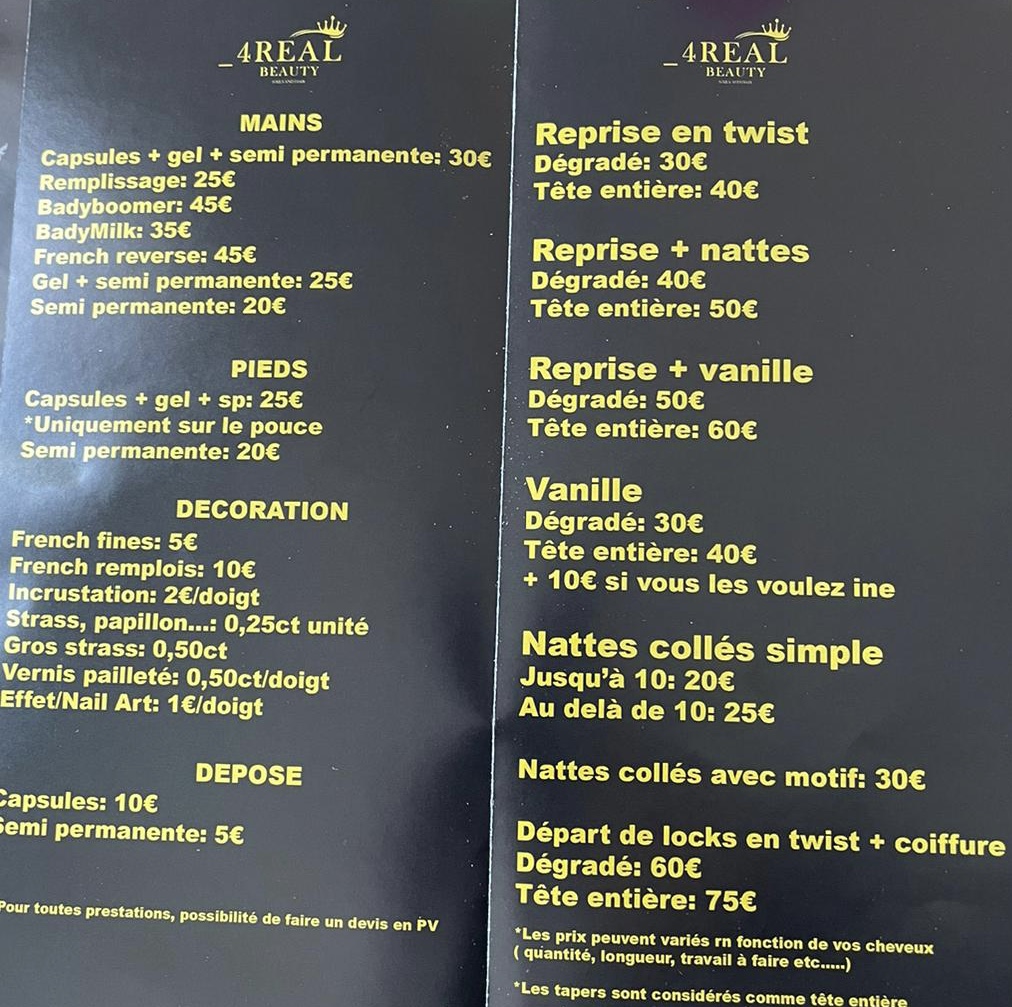 _4REAL
BEAUTY
MAINS
Capsules + gel + semi permanente: 30€
Remplissage: 25€
Badyboomer: 45€
BadyMilk: 35€
French reverse: 45€
Gel + semi permanente: 25€
Semi permanente: 20€
PIEDS
Capsules + gel + sp: 25€
*Uniquement sur le pouce
Semi permanente: 20€
DECORATION
French fines: 5€
French remplois: 10€
Incrustation: 2€/doigt
Strass, papillon...: 0,25ct unité
Gros strass: 0,50ct
Vernis pailleté: 0,50ct/doigt
Effet/Nail Art: 1€/doigt
DEPOSE
Capsules: 10€
Semi permanente: 5€
Pour toutes prestations, possibilité de faire un devis en PV
_4REAL
BEAUTY
Reprise en twist
Dégradé: 30€
Tête entière: 40€
Reprise + nattes
Dégradé: 40€
Tête entière: 50€
Reprise + vanille
Dégradé: 50€
Tête entière: 60€
Vanille
Dégradé: 30€
Tête entière: 40€
+ 10€ si vous les voulez ine
Nattes collés simple
Jusqu'à 10: 20€
Au delà de 10: 25€
Nattes collés avec motif: 30€
Départ de locks en twist + coiffure
Dégradé: 60€
Tête entière: 75€
*Les prix peuvent variés rn fonction de vos cheveux
( quantité, longueur, travail à faire etc.....)
*Les tapers sont considérés comme tête entière